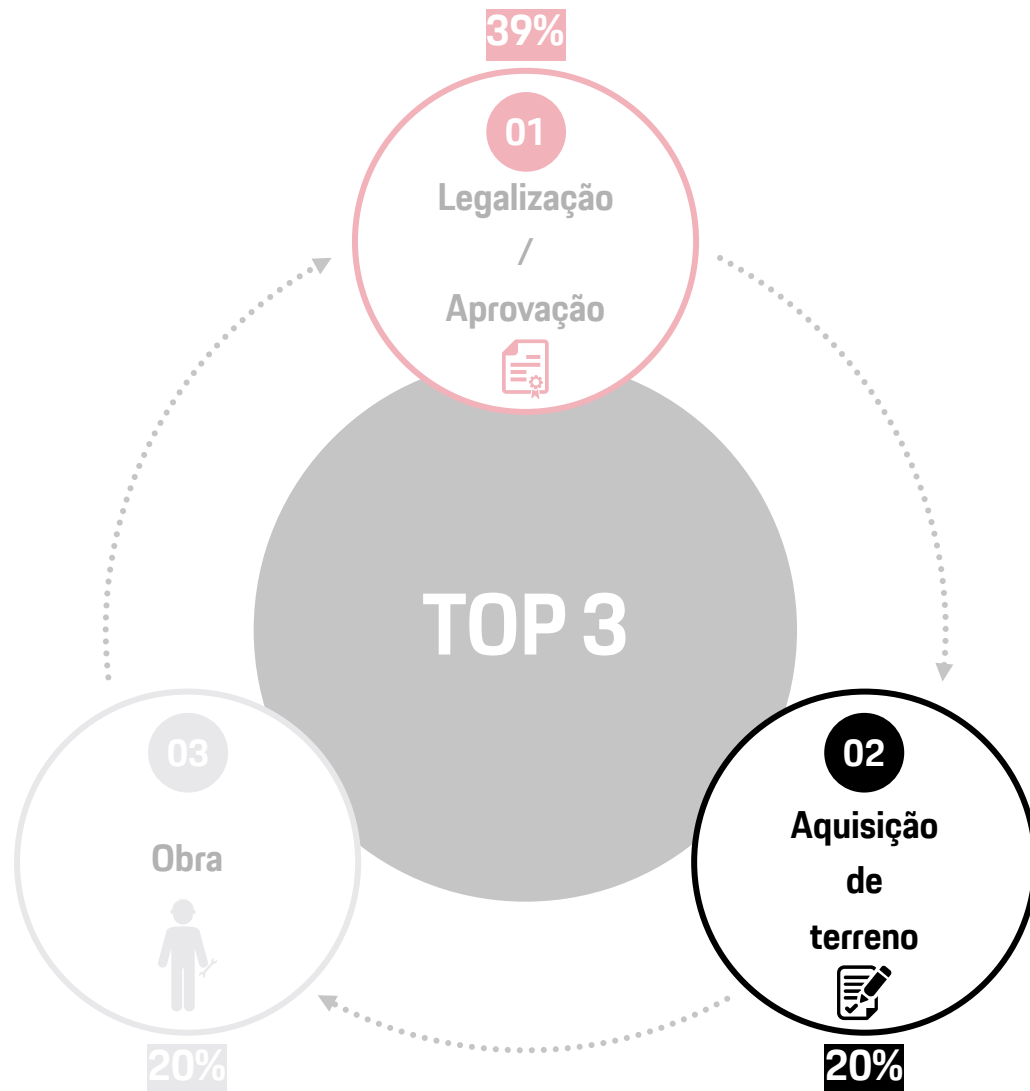 39%
01
Legalização
/
Aprovação
TOP 3
03
Obra
20%
02
Aquisição
de
terreno
20%